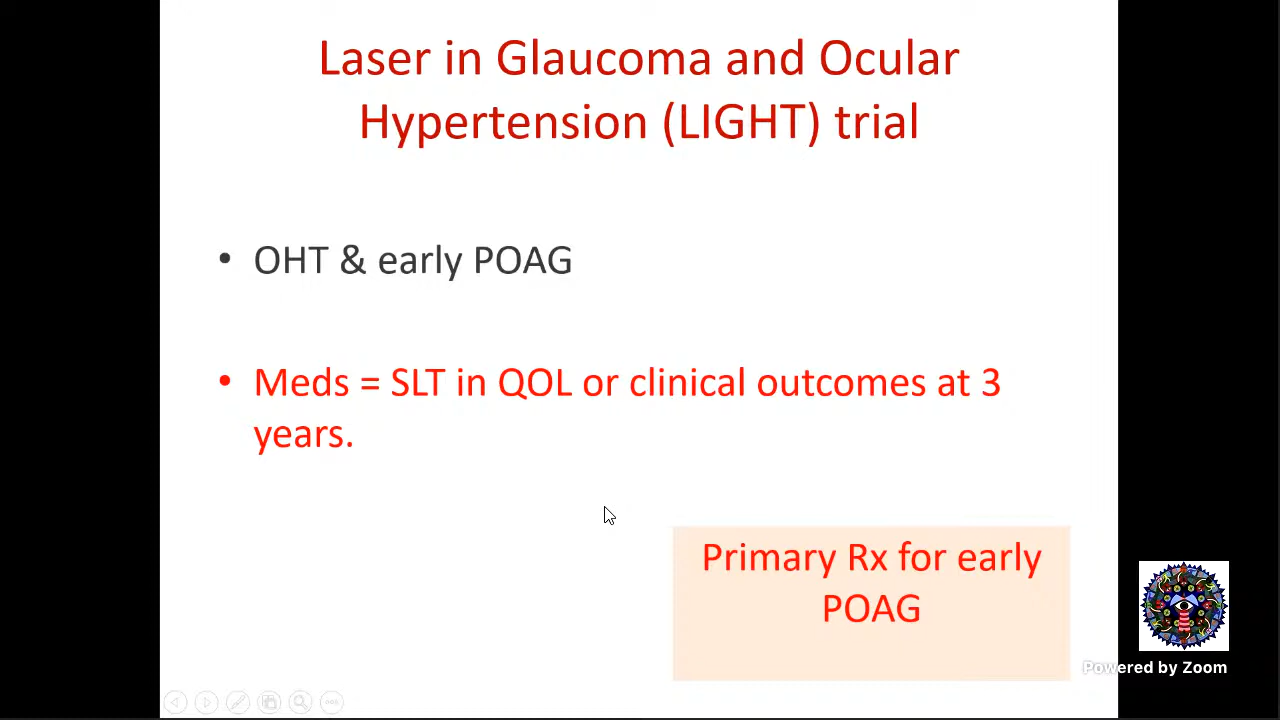 Laser in Glaucoma and Ocular
Hypertension (LIGHT) trial
• OHT & early POAG
• Meds = SLT in QOL or clinical outcomes at 3
years.
Primary Rx for early
POAG
Powered by Zoom